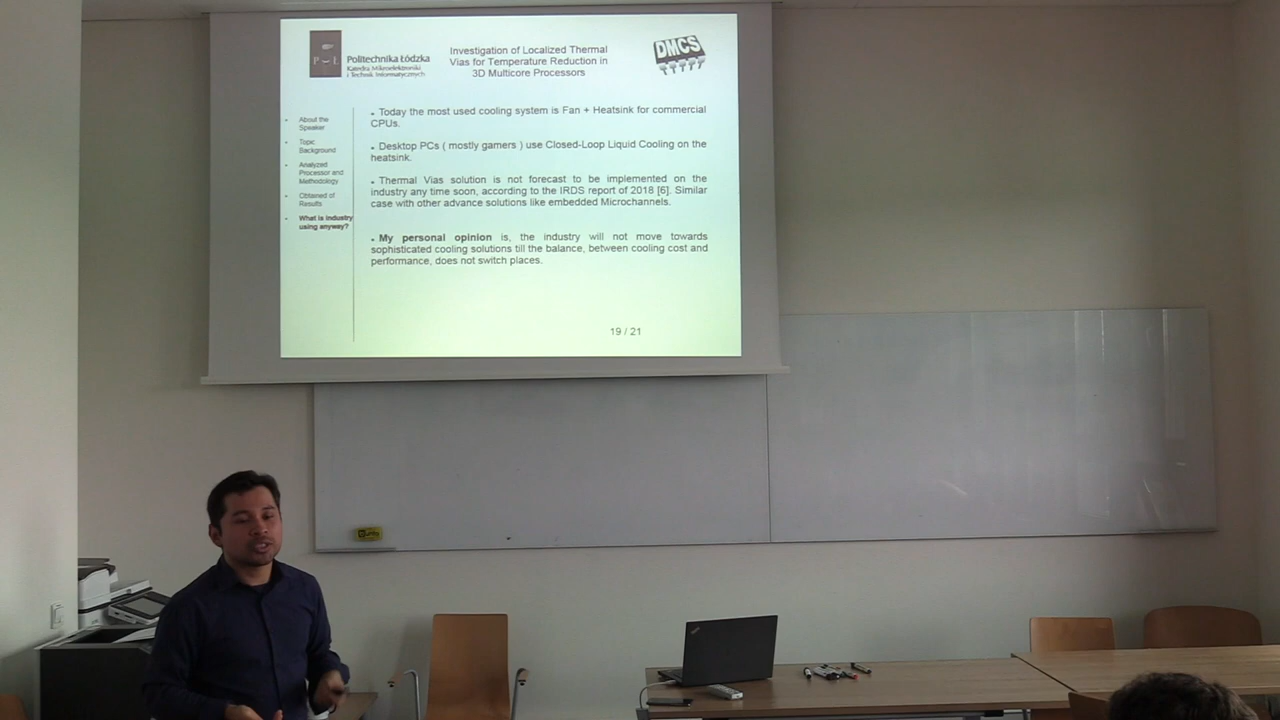 Politechnika Łódzka
Katedra Mikroelektroniki
i Technik Informatycznych
Investigation of Localized Thermal
Vias for Temperature Reduction in
3D Multicore Processors
DMCS
About the
Speaker
Topic
Background
Analyzed
Processor and
Methodology
Obtained of
Results
What is industry
using anyway?
Today the most used cooling system is Fan + Heatsink for commercial
CPUs.
Desktop PCs ( mostly gamers ) use Closed-Loop Liquid Cooling on the
heatsink.
Thermal Vias solution is not forecast to be implemented on the
industry any time soon, according to the IRDS report of 2018 [6]. Similar
case with other advance solutions like embedded Microchannels.
My personal opinion is, the industry will not move towards
sophisticated cooling solutions till the balance, between cooling cost and
performance, does not switch places.
19 / 21